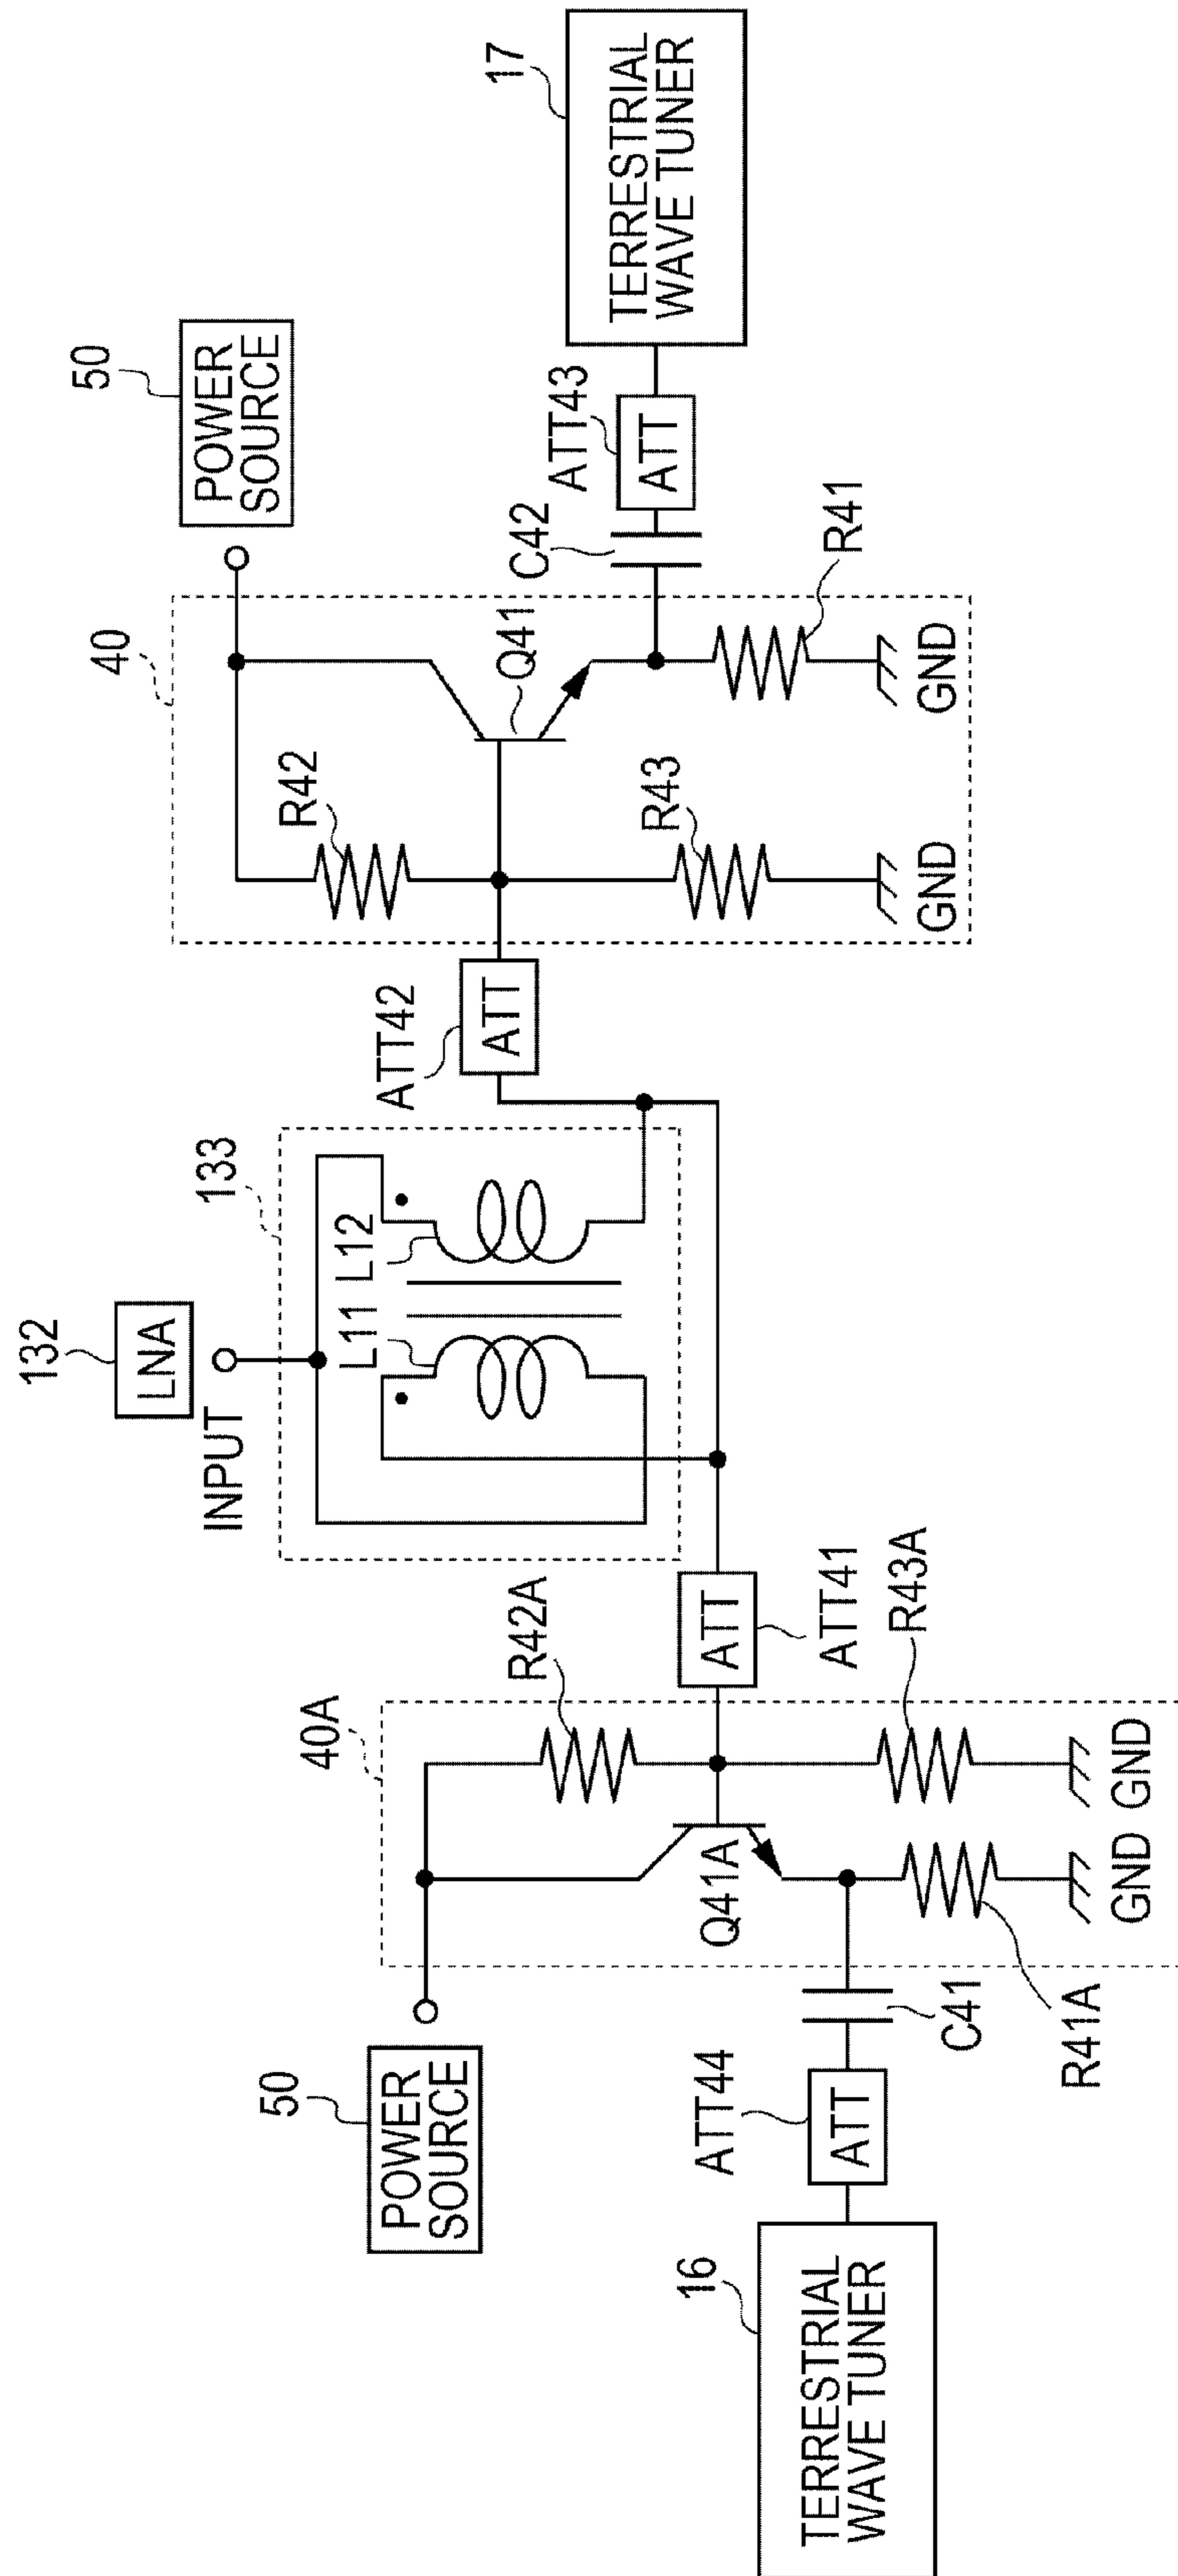 132
LNA
INPUT
133
L11
L12
50
POWER
SOURCE
40
R42
Q41
R43
R41
GND
GND
ATT42
ATT
C42
ATT43
ATT
17
TERRESTRIAL
WAVE TUNER
50
POWER
SOURCE
40A
R42A
Q41A
ATT
ATT41
R43A
GND
GND
R41A
C41
ATT44
ATT
16
TERRESTRIAL
WAVE TUNER